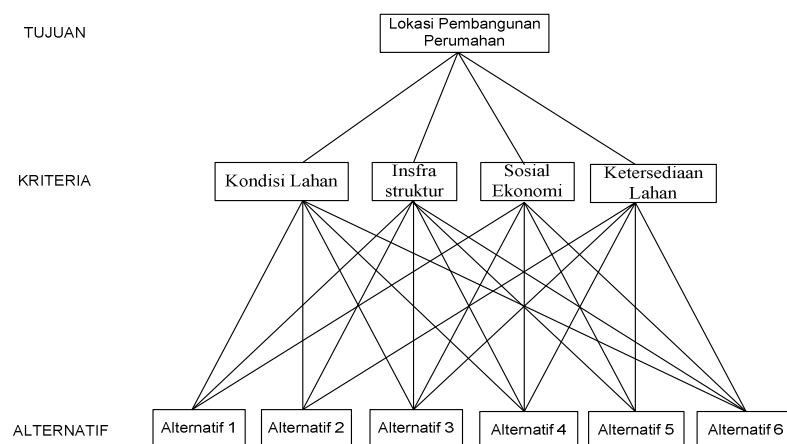 TUJUAN
Lokasi Pembangunan
Perumahan
KRITERIA
Kondisi Lahan
Insfra
struktur
Sosial
Ekonomi
Ketersediaan
Lahan
ALTERNATIF
Alternatif 1
Alternatif 2
Alternatif 3
Alternatif 4
Alternatif 5
Alternatif 6